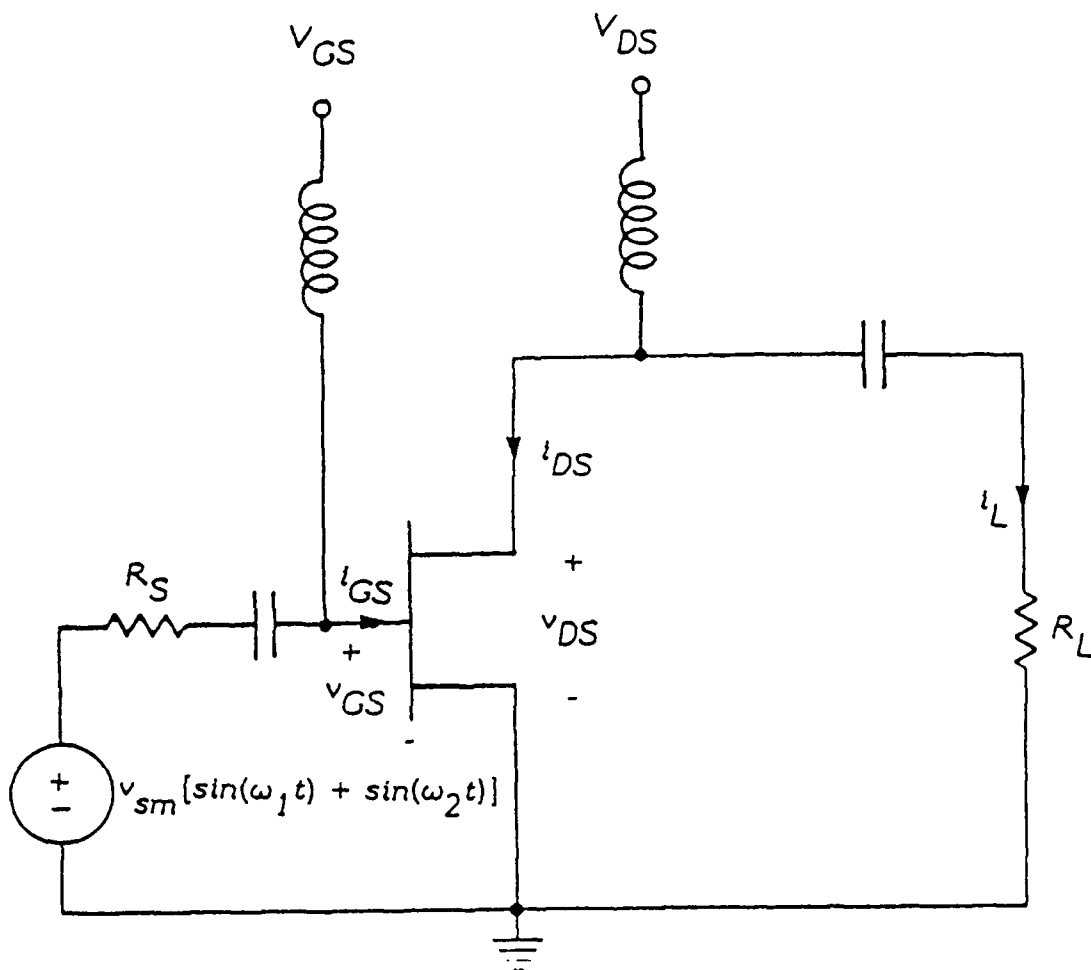 V_GS
V_DS
i_DS
i_L
R_S
i_GS
+
+
v_DS
R_L
v_GS
-
-
+
-
v_sm[sin(ω_1t) + sin(ω_2t)]